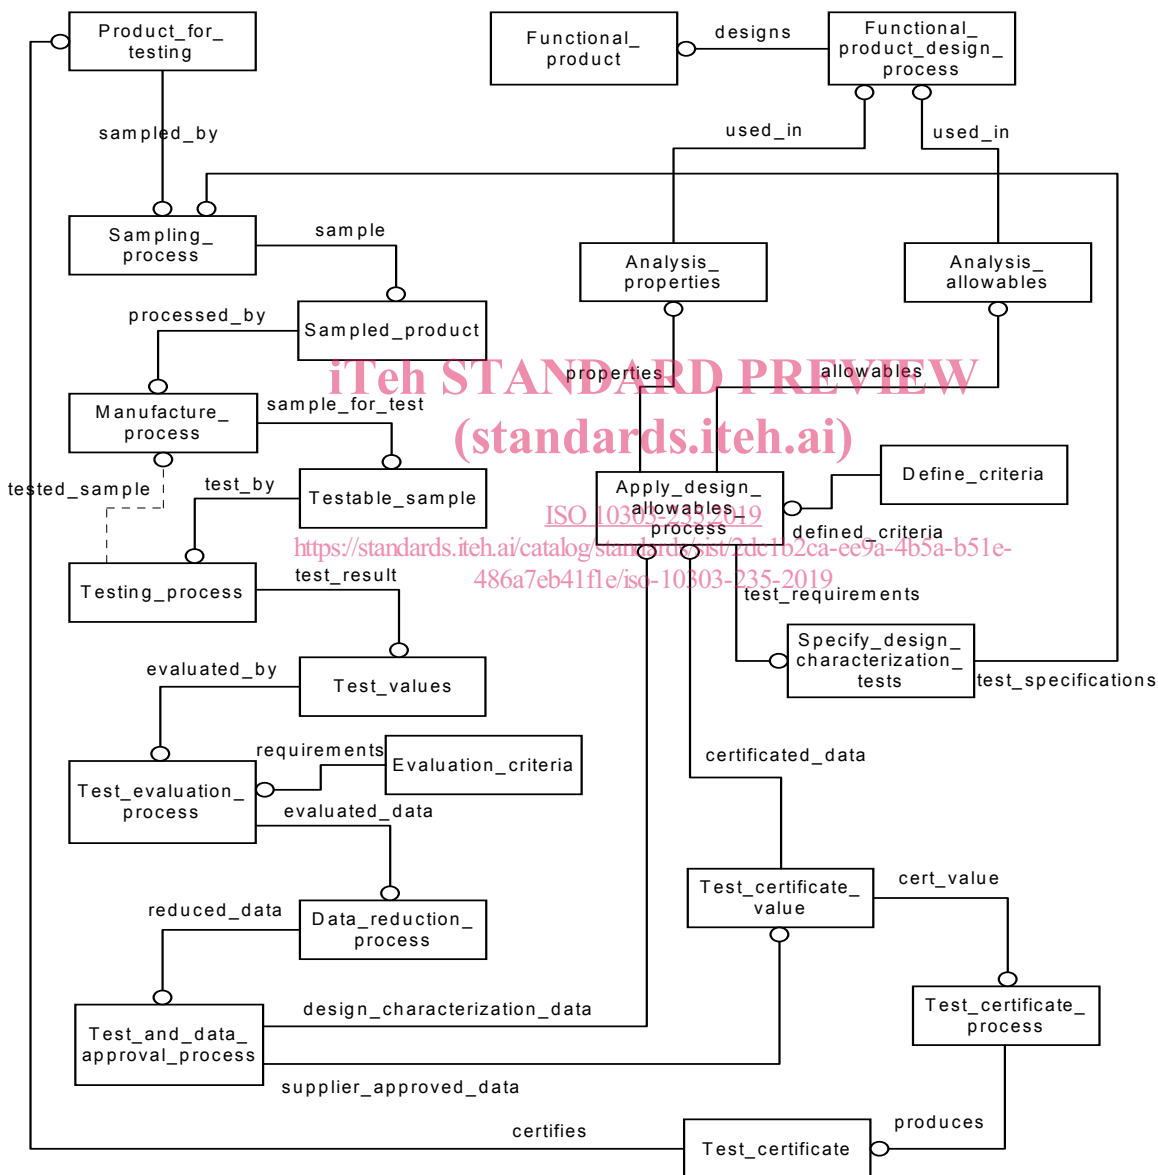 Product_for_
testing
Functional_
product
designs
Functional_
product_design_
process
sampled_by
used_in
used_in
Sampling_
process
sample
Analysis_
properties
Analysis_
allowables
processed_by
Sampled_product
properties
allowables
iTeh STANDARD PREVIEW
(standards.iteh.ai)
Manufacture_
process
sample_for_test
tested_sample
test_by
Testable_sample
Apply_design_
allowables_
process
Define_criteria
defined_criteria
ISO 10303-235:2019
https://standards.iteh.ai/catalog/standards/sist/2dc1b2ca-ee9a-4b5a-b51e-
486a7eb41f1e/iso-10303-235-2019
Testing_process
test_result
test_requirements
Specify_design_
characterization_
tests
test_specifications
evaluated_by
Test_values
requirements
Evaluation_criteria
certificated_data
Test_evaluation_
process
evaluated_data
Test_certificate_
value
cert_value
reduced_data
Data_reduction_
process
design_characterization_data
Test_and_data_
approval_process
Test_certificate_
process
supplier_approved_data
certifies
Test_certificate
produces